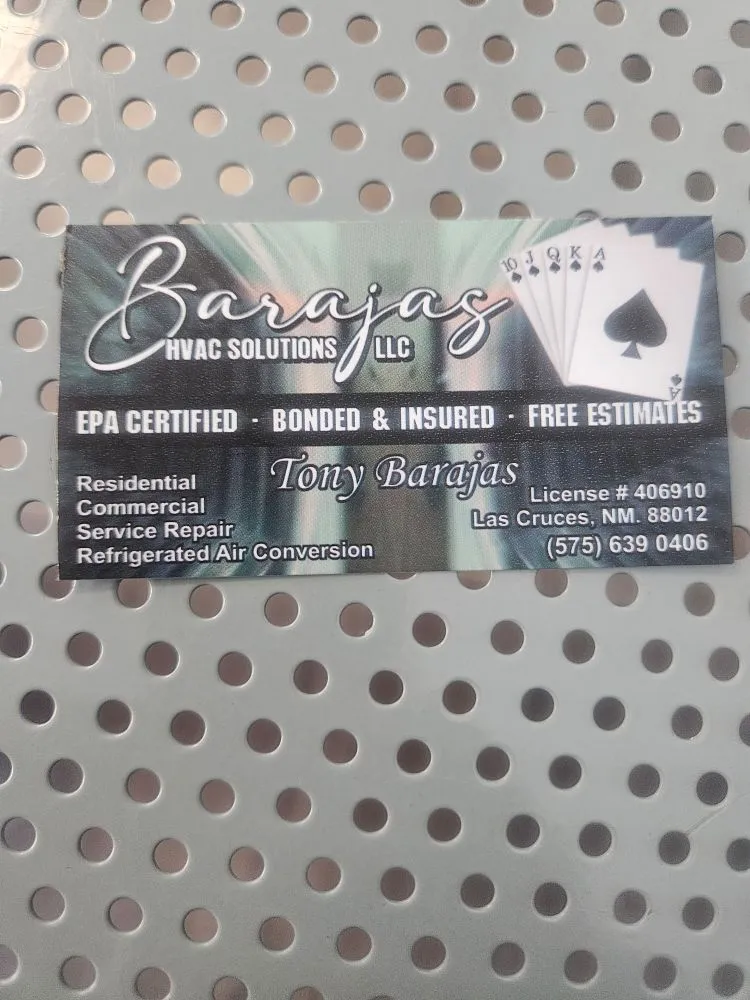 Barajas
HVAC SOLUTIONS LLC
10 J Q K A
A
EPA CERTIFIED · BONDED & INSURED · FREE ESTIMATES
Tony Barajas
Residential
Commercial
Service Repair
Refrigerated Air Conversion
License # 406910
Las Cruces, NM. 88012
(575) 639 0406